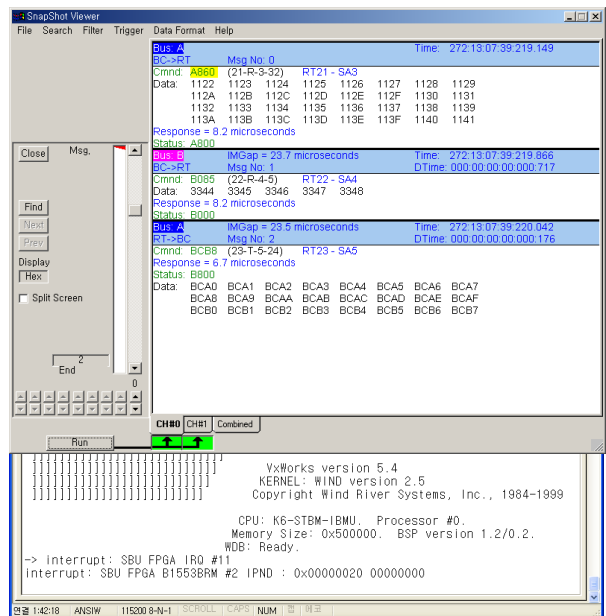 SnapShot Viewer
File Search Filter Trigger Data Format Help
Bus: A Time: 272:13:07:39:219.149
BC->RT Msg No: 0
Cmnd: A860 (21-R-3-32) RT21 - SA3
Data: 1122 1123 1124 1125 1126 1127 1128 1129
112A 112B 112C 112D 112E 112F 1130 1131
1132 1133 1134 1135 1136 1137 1138 1139
113A 113B 113C 113D 113E 113F 1140 1141
Response = 8.2 microseconds
Status: A800
Bus: B IMGap = 23.7 microseconds Time: 272:13:07:39:219.866
BC->RT Msg No: 1 DTime: 000:00:00:00:000:717
Cmnd: B085 (22-R-4-5) RT22 - SA4
Data: 3344 3345 3346 3347 3348
Response = 8.2 microseconds
Status: B000
Bus: A IMGap = 23.5 microseconds Time: 272:13:07:39:220.042
RT->BC Msg No: 2 DTime: 000:00:00:00:000:176
Cmnd: BCB8 (23-T-5-24) RT23 - SA5
Response = 6.7 microseconds
Status: B800
Data: BCA0 BCA1 BCA2 BCA3 BCA4 BCA5 BCA6 BCA7
BCA8 BCA9 BCAA BCAB BCAC BCAD BCAE BCAF
BCB0 BCB1 BCB2 BCB3 BCB4 BCB5 BCB6 BCB7
Close Msg.
Find
Next
Prev
Display
Hex
Split Screen
2
End
0
CH#0 CH#1 Combined
Run
]]]]]]]]]]]]]]]]]]]]]]]]]
]]]]]]]]]]]]]]]]]]]]]]]] VxWorks version 5.4
]]]]]]]]]]]]]]]]]]]]]]]] KERNEL: WIND version 2.5
]]]]]]]]]]]]]]]]]]]]]]] Copyright Wind River Systems, Inc., 1984-1999
CPU: K6-STBM-IBMU. Processor #0.
Memory Size: 0x500000. BSP version 1.2/0.2.
WDB: Ready.
-> interrupt: SBU FPGA IRQ #11
interrupt: SBU FPGA B1553BRM #2 IPND : 0x00000020 00000000
연결 1:42:18 ANSIW 115200 8-N-1 SCROLL CAPS NUM 캡 에코